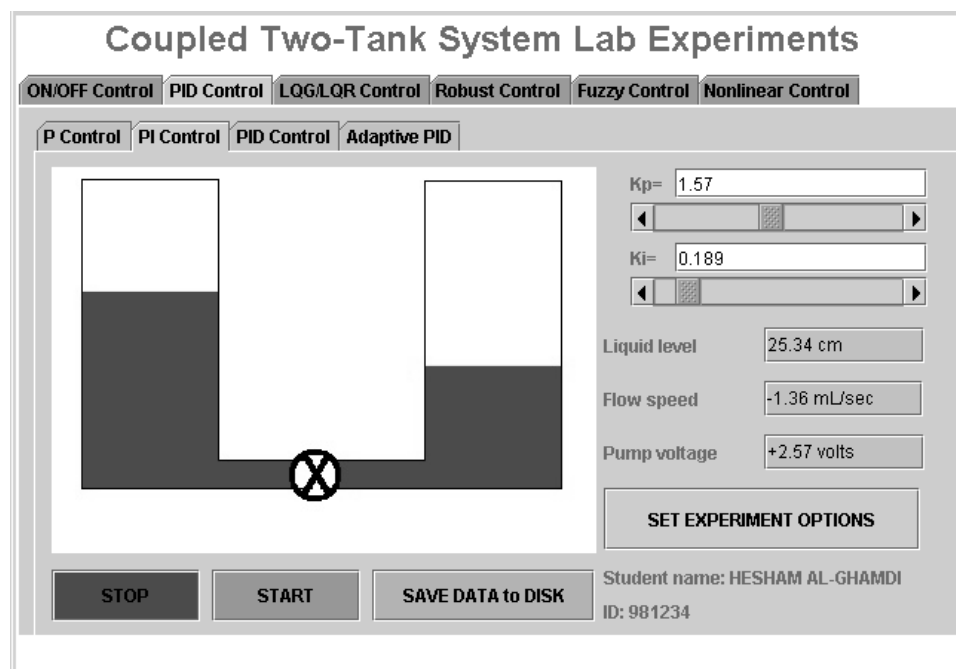 Coupled Two-Tank System Lab Experiments
ON/OFF Control PID Control LQG/LQR Control Robust Control Fuzzy Control Nonlinear Control
P Control PI Control PID Control Adaptive PID
Kp= 1.57
Ki= 0.189
Liquid level 25.34 cm
Flow speed -1.36 mL/sec
Pump voltage +2.57 volts
X
SET EXPERIMENT OPTIONS
STOP START SAVE DATA to DISK
Student name: HESHAM AL-GHAMDI
ID: 981234